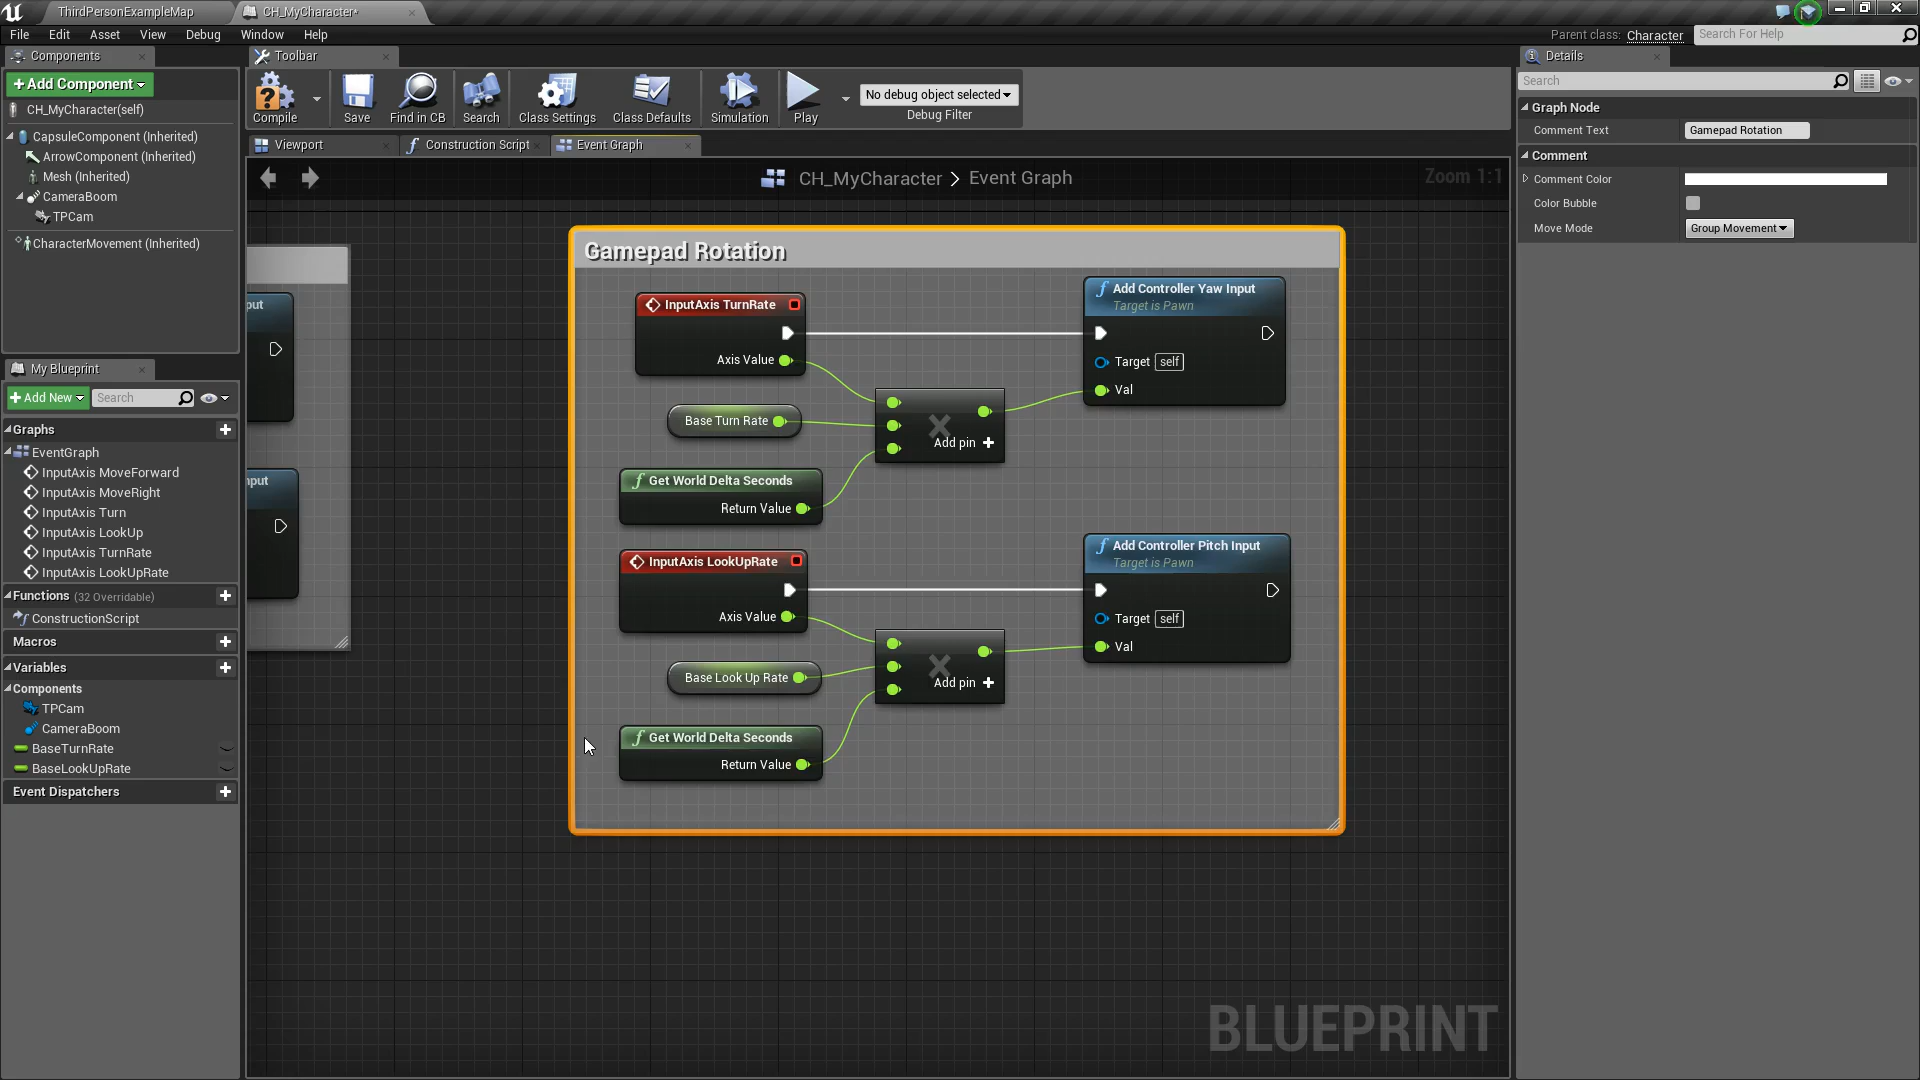 ThirdPersonExampleMap
CH_MyCharacter*
File Edit Asset View Debug Window Help
Parent class: Character
Search For Help
Components
Toolbar
Details
+ Add Component
CH_MyCharacter(self)
CapsuleComponent (Inherited)
ArrowComponent (Inherited)
Mesh (Inherited)
CameraBoom
TPCam
CharacterMovement (Inherited)
Compile
Save
Find in CB
Search
Class Settings
Class Defaults
Simulation
Play
No debug object selected
Debug Filter
Search
Graph Node
Comment Text
Gamepad Rotation
Comment
Comment Color
Color Bubble
Move Mode
Group Movement
Viewport
Construction Script
Event Graph
CH_MyCharacter > Event Graph
Zoom 1:1
My Blueprint
+ Add New
Search
Graphs
EventGraph
InputAxis MoveForward
InputAxis MoveRight
InputAxis Turn
InputAxis LookUp
InputAxis TurnRate
InputAxis LookUpRate
Functions (32 Overridable)
ConstructionScript
Macros
Variables
Components
TPCam
CameraBoom
BaseTurnRate
BaseLookUpRate
Event Dispatchers
put
nput
Gamepad Rotation
InputAxis TurnRate
Axis Value
Base Turn Rate
Get World Delta Seconds
Return Value
Add pin +
Add Controller Yaw Input
Target is Pawn
Target self
Val
InputAxis LookUpRate
Axis Value
Base Look Up Rate
Get World Delta Seconds
Return Value
Add pin +
Add Controller Pitch Input
Target is Pawn
Target self
Val
BLUEPRINT